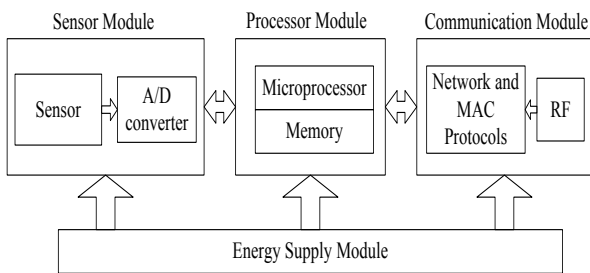 Sensor Module
Processor Module
Communication Module
Sensor
A/D
converter
Microprocessor
Memory
Network and
MAC
Protocols
RF
Energy Supply Module